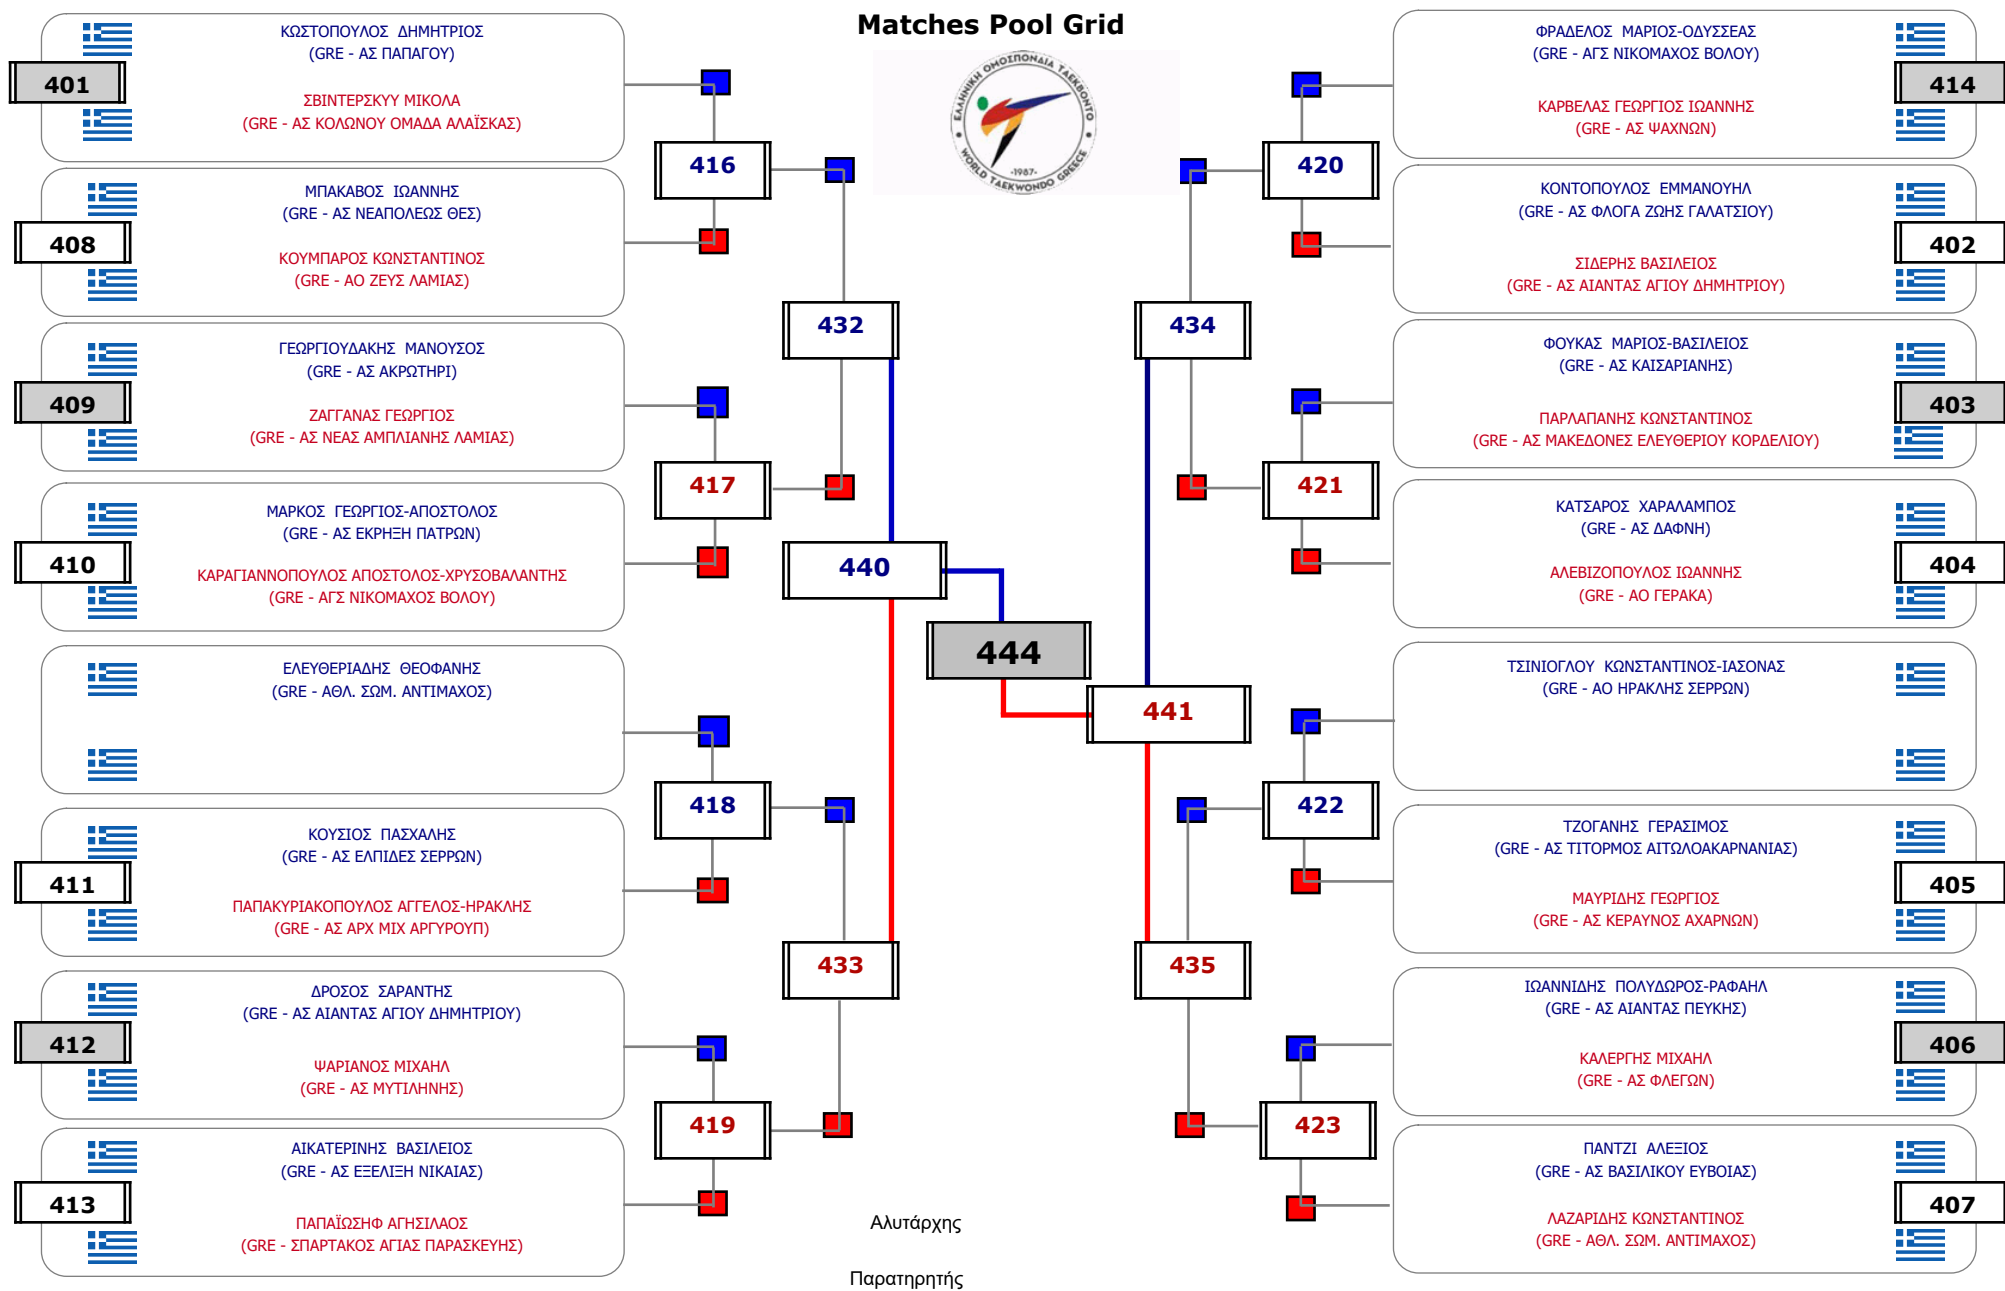 Matches Pool Grid
ΕΛΛΗΝΙΚΗ ΟΜΟΣΠΟΝΔΙΑ ΤΑΕΚΒΟΝΤΟ
-1987-
WORLD TAEKWONDO GREECE
ΚΩΣΤΟΠΟΥΛΟΣ ΔΗΜΗΤΡΙΟΣ
(GRE - ΑΣ ΠΑΠΑΓΟΥ)
401
ΣΒΙΝΤΕΡΣΚΥΥ ΜΙΚΟΛΑ
(GRE - ΑΣ ΚΟΛΩΝΟΥ ΟΜΑΔΑ ΑΛΑΪΣΚΑΣ)
ΜΠΑΚΑΒΟΣ ΙΩΑΝΝΗΣ
(GRE - ΑΣ ΝΕΑΠΟΛΕΩΣ ΘΕΣ)
408
ΚΟΥΜΠΑΡΟΣ ΚΩΝΣΤΑΝΤΙΝΟΣ
(GRE - ΑΟ ΖΕΥΣ ΛΑΜΙΑΣ)
ΓΕΩΡΓΙΟΥΔΑΚΗΣ ΜΑΝΟΥΣΟΣ
(GRE - ΑΣ ΑΚΡΩΤΗΡΙ)
409
ΖΑΓΓΑΝΑΣ ΓΕΩΡΓΙΟΣ
(GRE - ΑΣ ΝΕΑΣ ΑΜΠΛΙΑΝΗΣ ΛΑΜΙΑΣ)
ΜΑΡΚΟΣ ΓΕΩΡΓΙΟΣ-ΑΠΟΣΤΟΛΟΣ
(GRE - ΑΣ ΕΚΡΗΞΗ ΠΑΤΡΩΝ)
410
ΚΑΡΑΓΙΑΝΝΟΠΟΥΛΟΣ ΑΠΟΣΤΟΛΟΣ-ΧΡΥΣΟΒΑΛΑΝΤΗΣ
(GRE - ΑΓΣ ΝΙΚΟΜΑΧΟΣ ΒΟΛΟΥ)
ΕΛΕΥΘΕΡΙΑΔΗΣ ΘΕΟΦΑΝΗΣ
(GRE - ΑΘΛ. ΣΩΜ. ΑΝΤΙΜΑΧΟΣ)
ΚΟΥΣΙΟΣ ΠΑΣΧΑΛΗΣ
(GRE - ΑΣ ΕΛΠΙΔΕΣ ΣΕΡΡΩΝ)
411
ΠΑΠΑΚΥΡΙΑΚΟΠΟΥΛΟΣ ΑΓΓΕΛΟΣ-ΗΡΑΚΛΗΣ
(GRE - ΑΣ ΑΡΧ ΜΙΧ ΑΡΓΥΡΟΥΠ)
ΔΡΟΣΟΣ ΣΑΡΑΝΤΗΣ
(GRE - ΑΣ ΑΙΑΝΤΑΣ ΑΓΙΟΥ ΔΗΜΗΤΡΙΟΥ)
412
ΨΑΡΙΑΝΟΣ ΜΙΧΑΗΛ
(GRE - ΑΣ ΜΥΤΙΛΗΝΗΣ)
ΑΙΚΑΤΕΡΙΝΗΣ ΒΑΣΙΛΕΙΟΣ
(GRE - ΑΣ ΕΞΕΛΙΞΗ ΝΙΚΑΙΑΣ)
413
ΠΑΠΑΪΩΣΗΦ ΑΓΗΣΙΛΑΟΣ
(GRE - ΣΠΑΡΤΑΚΟΣ ΑΓΙΑΣ ΠΑΡΑΣΚΕΥΗΣ)
416
417
418
419
432
433
440
444
441
434
435
420
421
422
423
ΦΡΑΔΕΛΟΣ ΜΑΡΙΟΣ-ΟΔΥΣΣΕΑΣ
(GRE - ΑΓΣ ΝΙΚΟΜΑΧΟΣ ΒΟΛΟΥ)
414
ΚΑΡΒΕΛΑΣ ΓΕΩΡΓΙΟΣ ΙΩΑΝΝΗΣ
(GRE - ΑΣ ΨΑΧΝΩΝ)
ΚΟΝΤΟΠΟΥΛΟΣ ΕΜΜΑΝΟΥΗΛ
(GRE - ΑΣ ΦΛΟΓΑ ΖΩΗΣ ΓΑΛΑΤΣΙΟΥ)
402
ΣΙΔΕΡΗΣ ΒΑΣΙΛΕΙΟΣ
(GRE - ΑΣ ΑΙΑΝΤΑΣ ΑΓΙΟΥ ΔΗΜΗΤΡΙΟΥ)
ΦΟΥΚΑΣ ΜΑΡΙΟΣ-ΒΑΣΙΛΕΙΟΣ
(GRE - ΑΣ ΚΑΙΣΑΡΙΑΝΗΣ)
403
ΠΑΡΛΑΠΑΝΗΣ ΚΩΝΣΤΑΝΤΙΝΟΣ
(GRE - ΑΣ ΜΑΚΕΔΟΝΕΣ ΕΛΕΥΘΕΡΙΟΥ ΚΟΡΔΕΛΙΟΥ)
ΚΑΤΣΑΡΟΣ ΧΑΡΑΛΑΜΠΟΣ
(GRE - ΑΣ ΔΑΦΝΗ)
404
ΑΛΕΒΙΖΟΠΟΥΛΟΣ ΙΩΑΝΝΗΣ
(GRE - ΑΟ ΓΕΡΑΚΑ)
ΤΣΙΝΙΟΓΛΟΥ ΚΩΝΣΤΑΝΤΙΝΟΣ-ΙΑΣΟΝΑΣ
(GRE - ΑΟ ΗΡΑΚΛΗΣ ΣΕΡΡΩΝ)
ΤΖΟΓΑΝΗΣ ΓΕΡΑΣΙΜΟΣ
(GRE - ΑΣ ΤΙΤΟΡΜΟΣ ΑΙΤΩΛΟΑΚΑΡΝΑΝΙΑΣ)
405
ΜΑΥΡΙΔΗΣ ΓΕΩΡΓΙΟΣ
(GRE - ΑΣ ΚΕΡΑΥΝΟΣ ΑΧΑΡΝΩΝ)
ΙΩΑΝΝΙΔΗΣ ΠΟΛΥΔΩΡΟΣ-ΡΑΦΑΗΛ
(GRE - ΑΣ ΑΙΑΝΤΑΣ ΠΕΥΚΗΣ)
406
ΚΑΛΕΡΓΗΣ ΜΙΧΑΗΛ
(GRE - ΑΣ ΦΛΕΓΩΝ)
ΠΑΝΤΖΙ ΑΛΕΞΙΟΣ
(GRE - ΑΣ ΒΑΣΙΛΙΚΟΥ ΕΥΒΟΙΑΣ)
407
ΛΑΖΑΡΙΔΗΣ ΚΩΝΣΤΑΝΤΙΝΟΣ
(GRE - ΑΘΛ. ΣΩΜ. ΑΝΤΙΜΑΧΟΣ)
Αλυτάρχης
Παρατηρητής